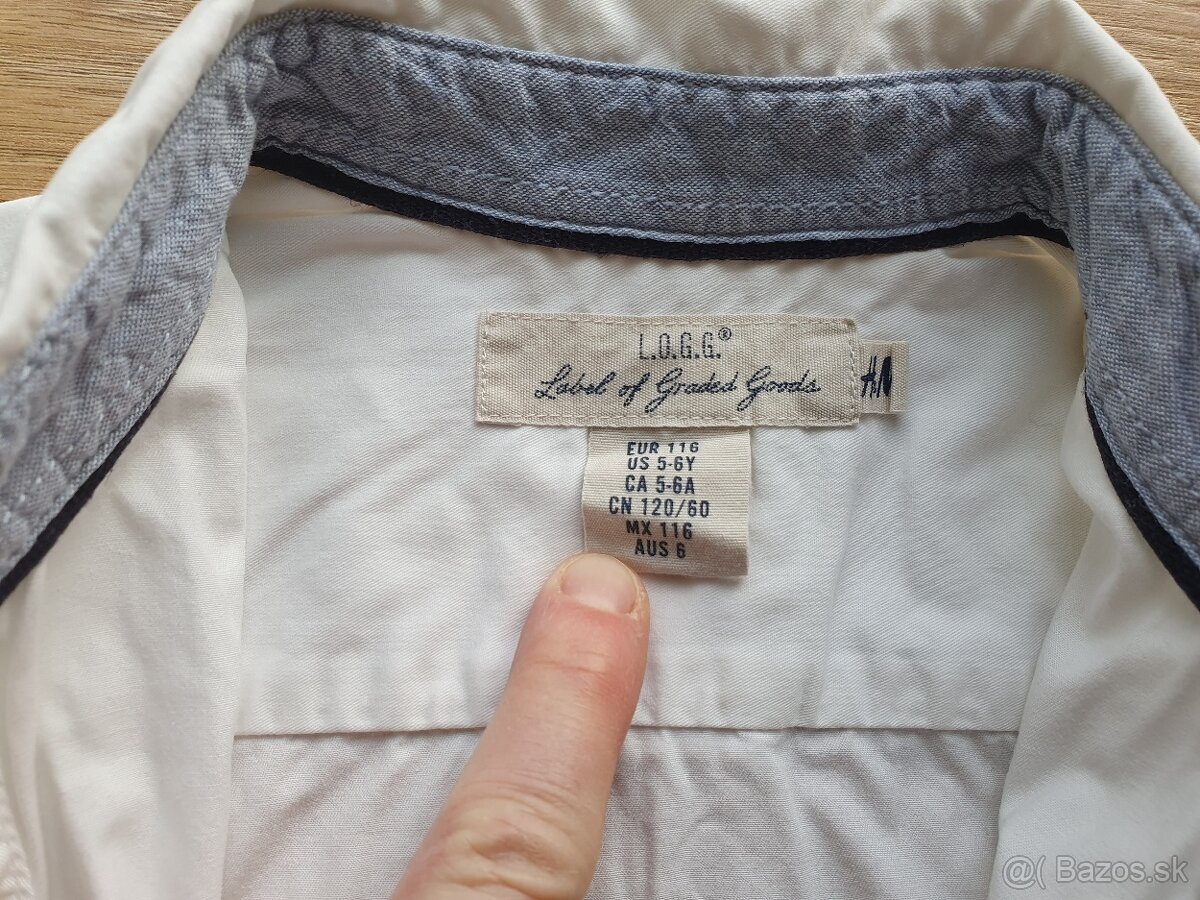 L.O.G.G.®
Label of Graded Goods
H&M
EUR 116
US 5-6Y
CA 5-6A
CN 120/60
MX 116
AUS 6
@( Bazos.sk